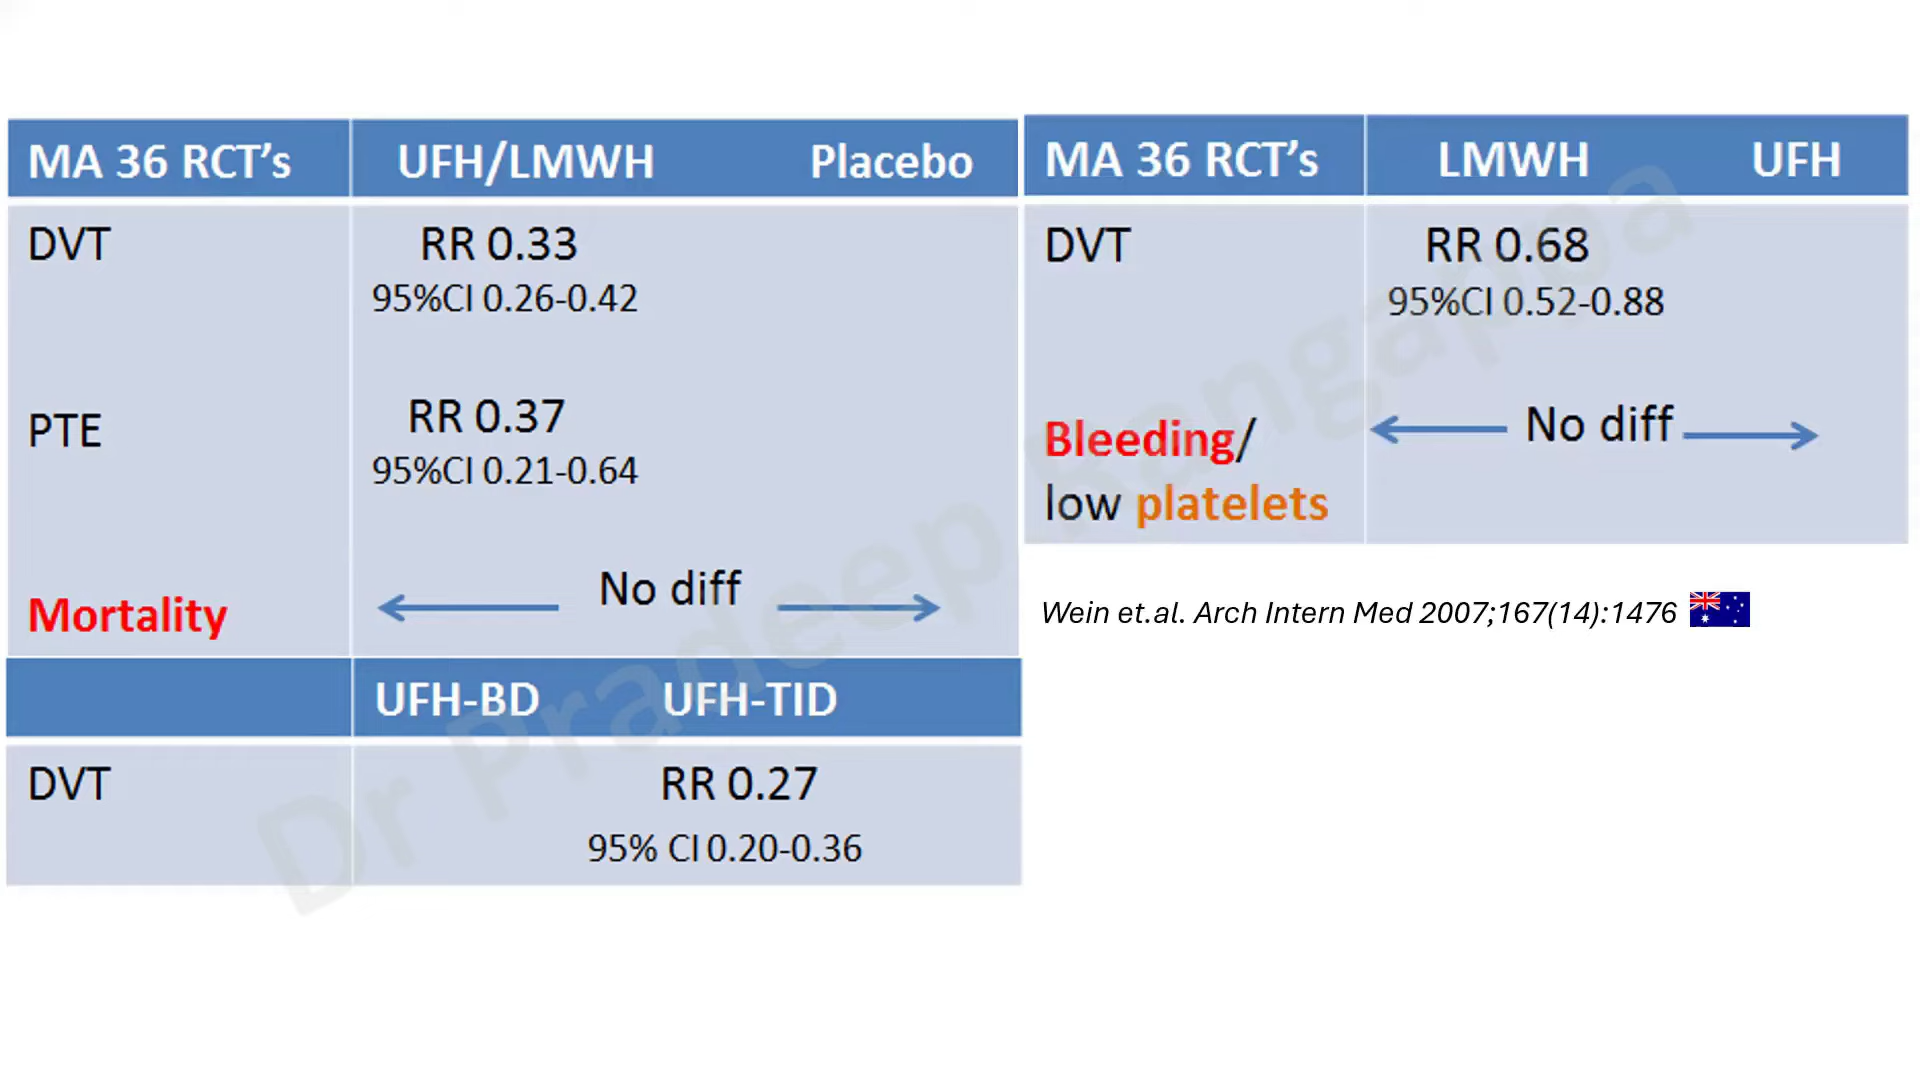 MA 36 RCT's UFH/LMWH Placebo
DVT RR 0.33
95%CI 0.26-0.42
PTE RR 0.37
95%CI 0.21-0.64
Mortality No diff
UFH-BD UFH-TID
DVT RR 0.27
95% CI 0.20-0.36
MA 36 RCT's LMWH UFH
DVT RR 0.68
95%CI 0.52-0.88
Bleeding/ No diff
low platelets
Wein et.al. Arch Intern Med 2007;167(14):1476
Dr Pradeep Rangappa